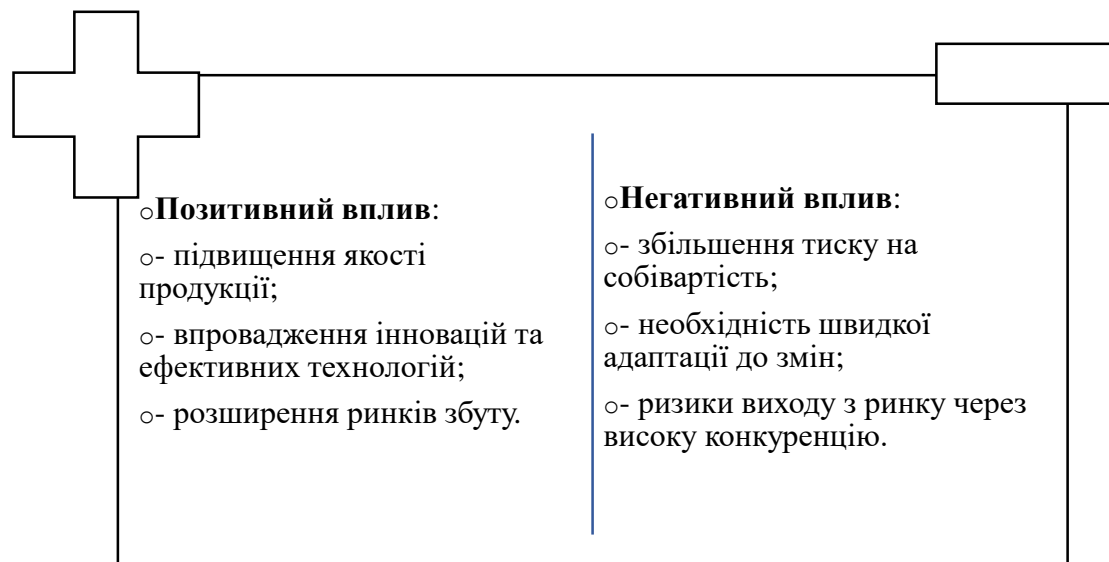 ○Позитивний вплив:
○- підвищення якості
продукції;
○- впровадження інновацій та
ефективних технологій;
○- розширення ринків збуту.
○Негативний вплив:
○- збільшення тиску на
собівартість;
○- необхідність швидкої
адаптації до змін;
○- ризики виходу з ринку через
високу конкуренцію.